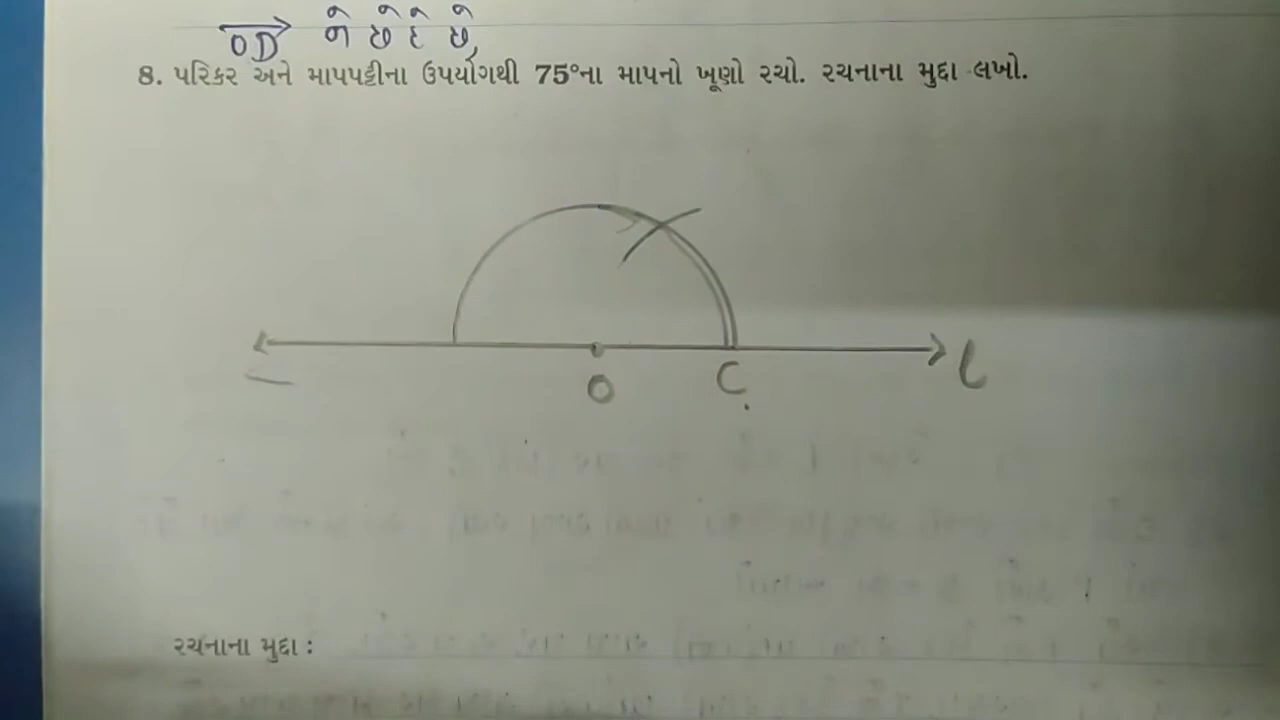 OD ને છેદે છે,
8. પરિકર અને માપપટ્ટીના ઉપયોગથી 75°ના માપનો ખૂણો રચો. રચનાના મુદ્દા લખો.
O C l
રચનાના મુદ્દા :